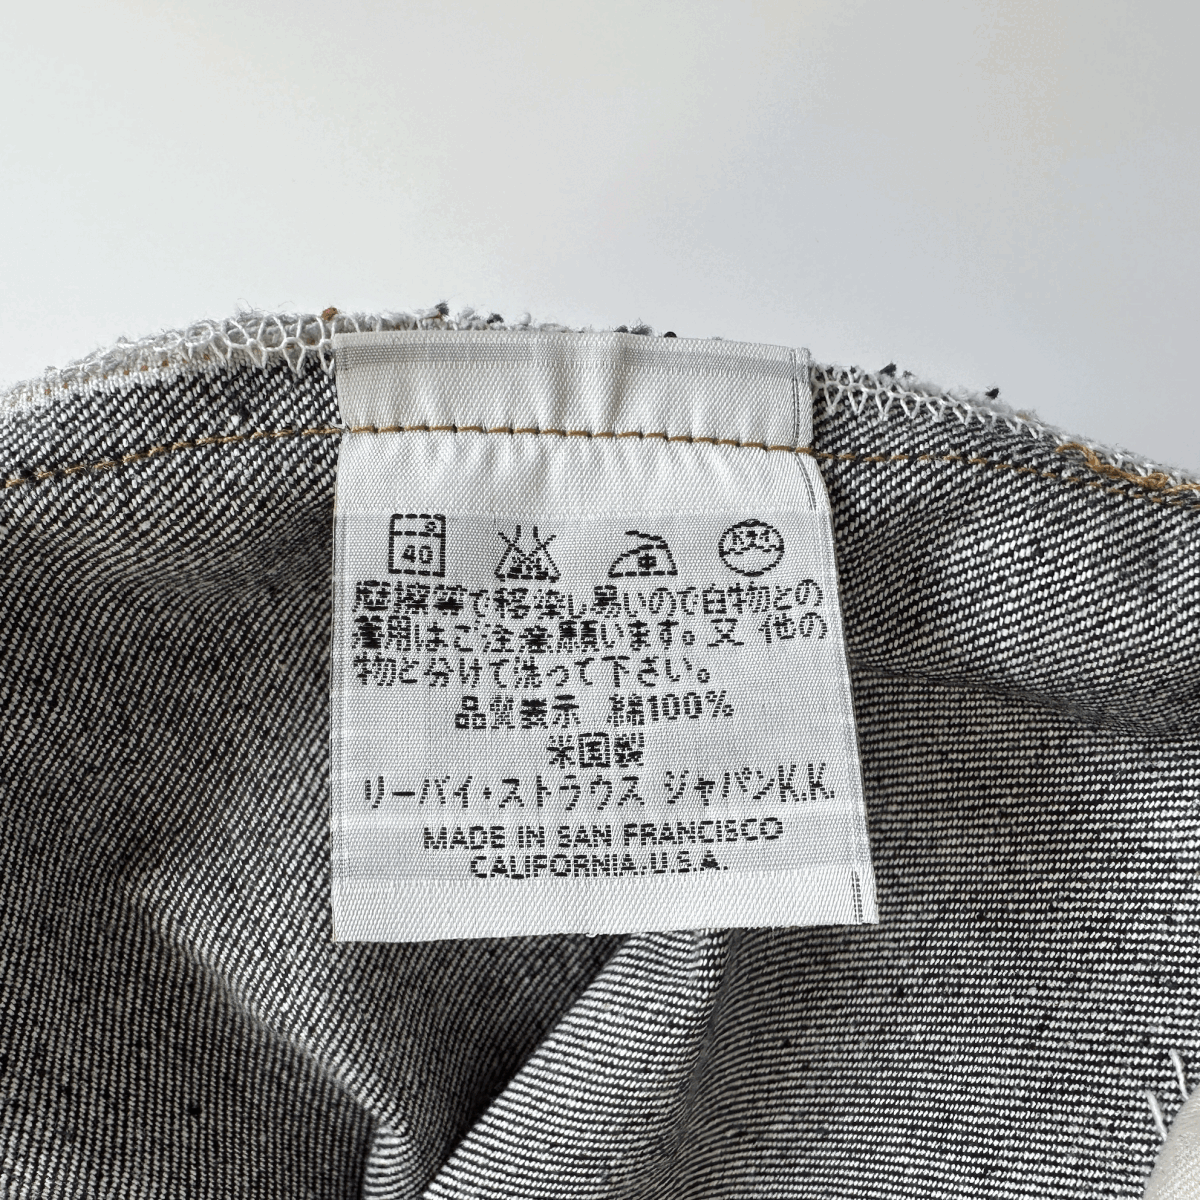 40
摩擦等で移染し易いので白物との
着用はご注意願います。又 他の
物と分けて洗って下さい。
品質表示 綿100%
米国製
リーバイ・ストラウス ジャパンK.K.
MADE IN SAN FRANCISCO
CALIFORNIA.U.S.A.